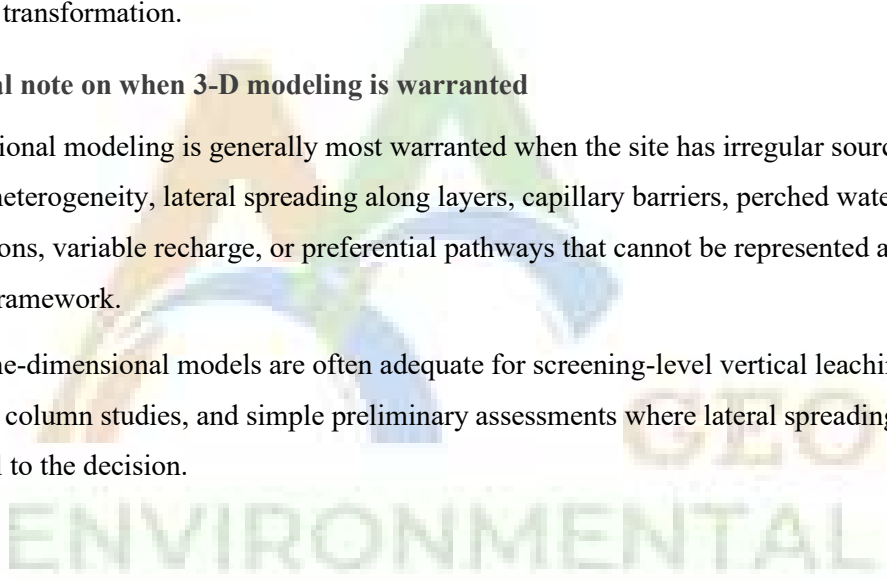 transformation.
al note on when 3-D modeling is warranted
ional modeling is generally most warranted when the site has irregular sourc
heterogeneity, lateral spreading along layers, capillary barriers, perched wate
ons, variable recharge, or preferential pathways that cannot be represented a
ramework.
ne-dimensional models are often adequate for screening-level vertical leachi
column studies, and simple preliminary assessments where lateral spreading
l to the decision.
GEO
ENVIRONMENTAL